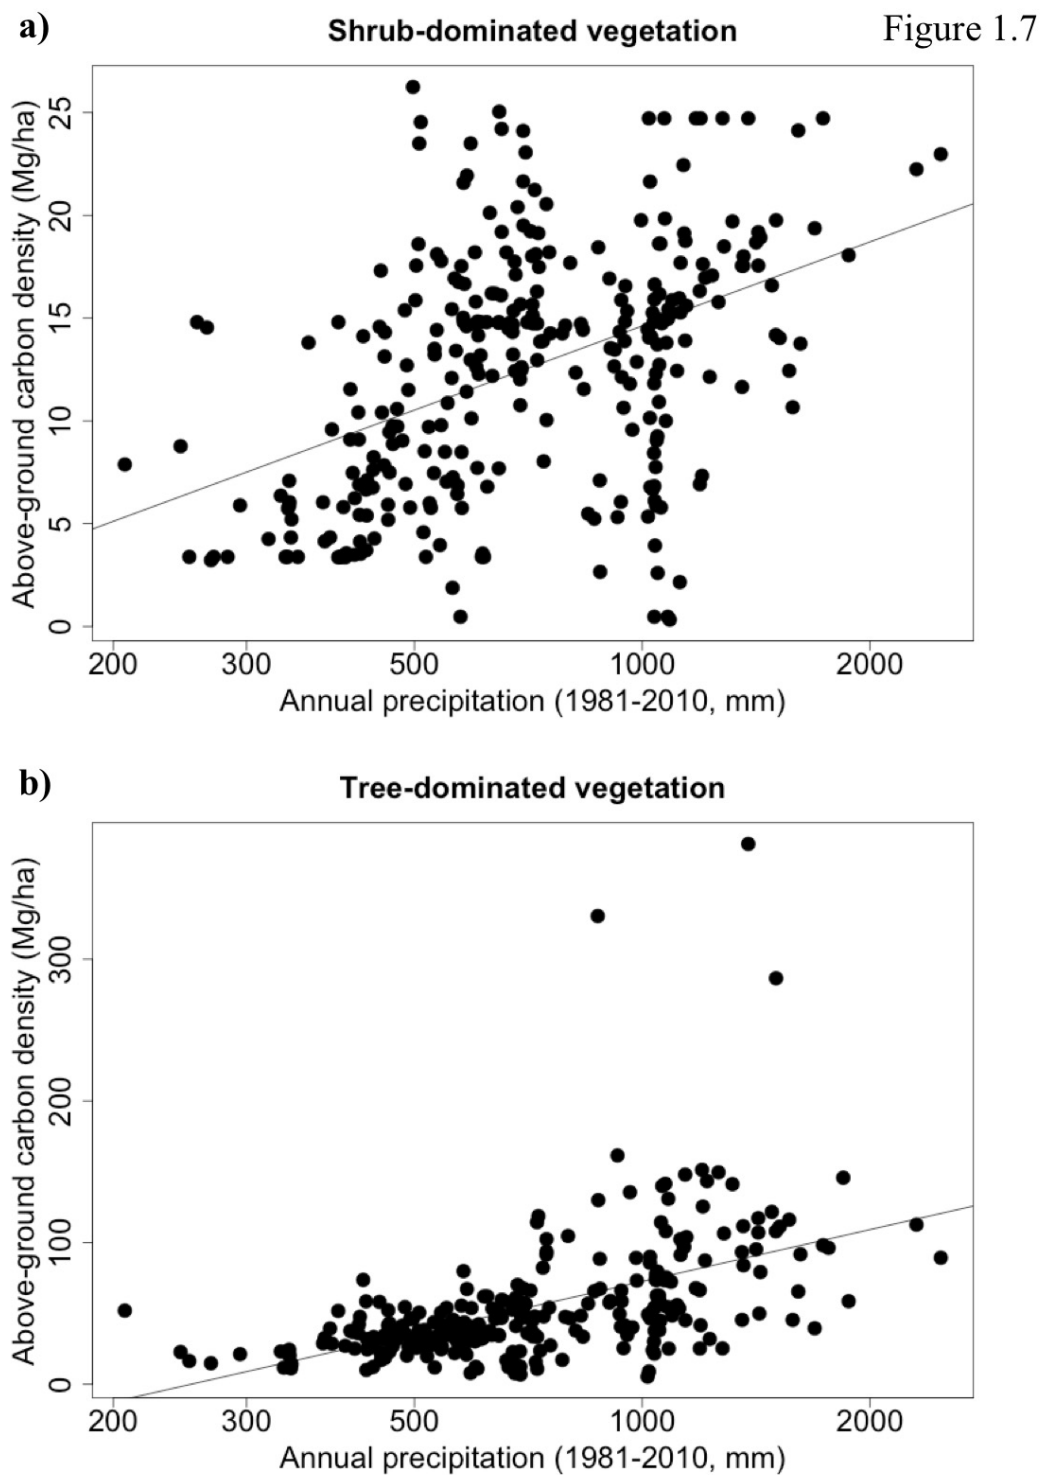 a)
Shrub-dominated vegetation
Figure 1.7
Above-ground carbon density (Mg/ha)
25
20
15
10
5
0
200 300 500 1000 2000
Annual precipitation (1981-2010, mm)
b)
Tree-dominated vegetation
Above-ground carbon density (Mg/ha)
300
200
100
0
200 300 500 1000 2000
Annual precipitation (1981-2010, mm)